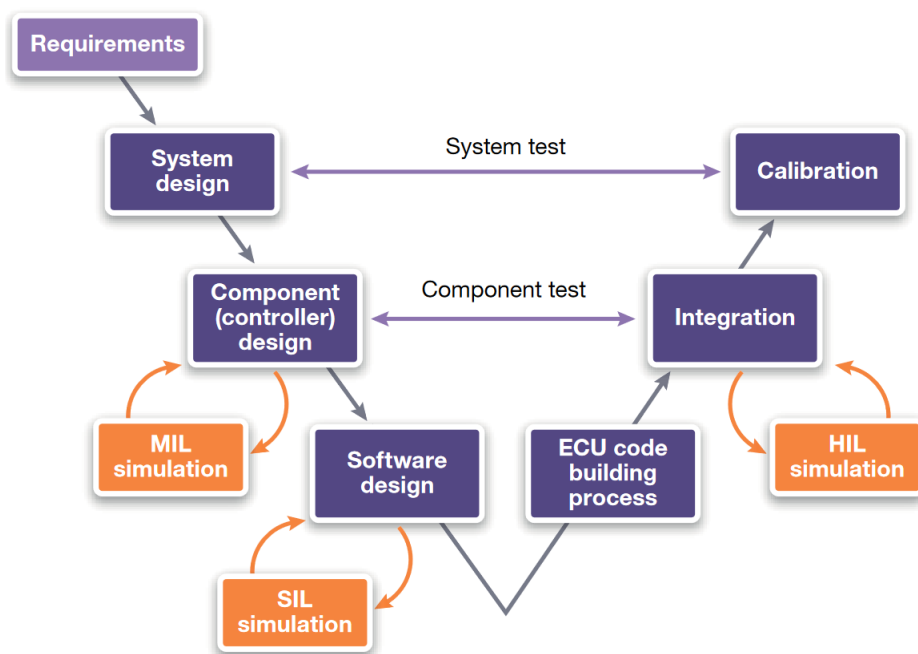 Requirements
System
design
System test
Calibration
Component
(controller)
design
Component test
Integration
MIL
simulation
Software
design
ECU code
building
process
HIL
simulation
SIL
simulation